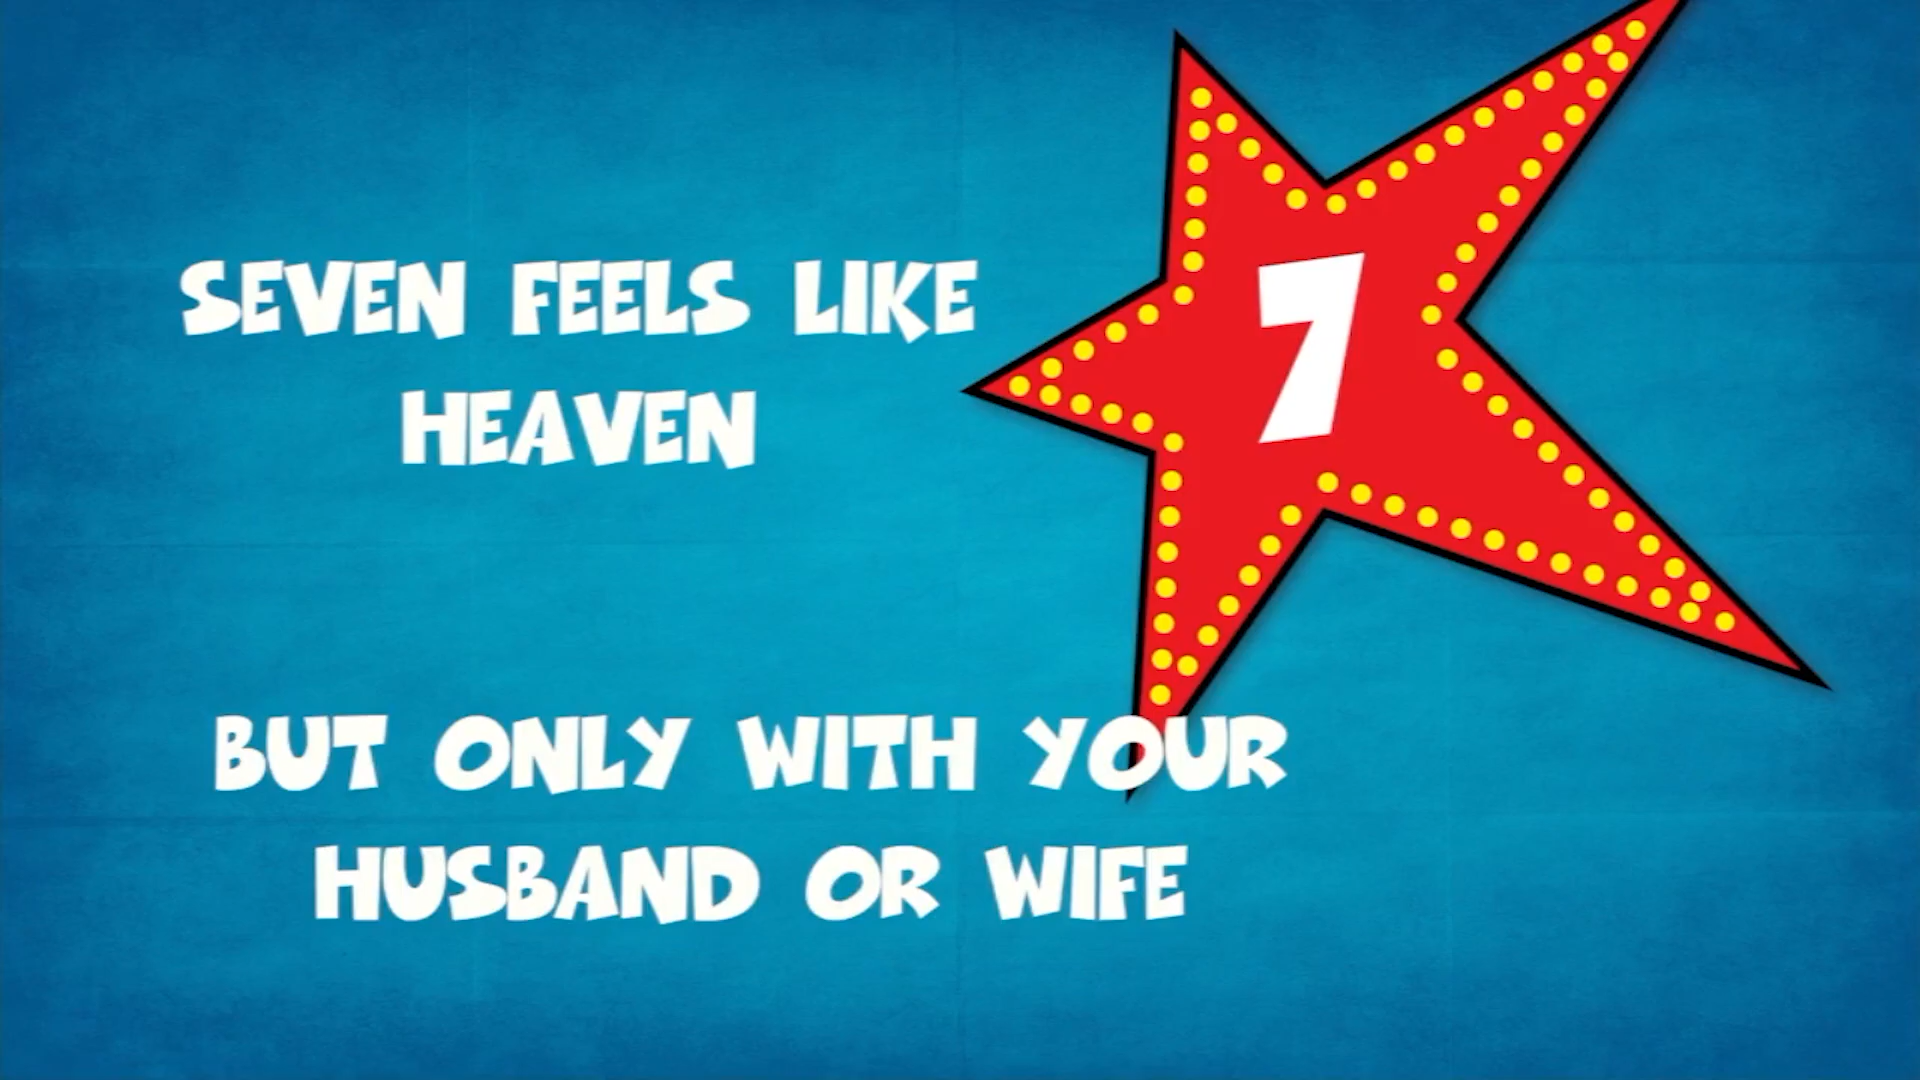 SEVEN FEELS LIKE
HEAVEN
7
BUT ONLY WITH YOUR
HUSBAND OR WIFE